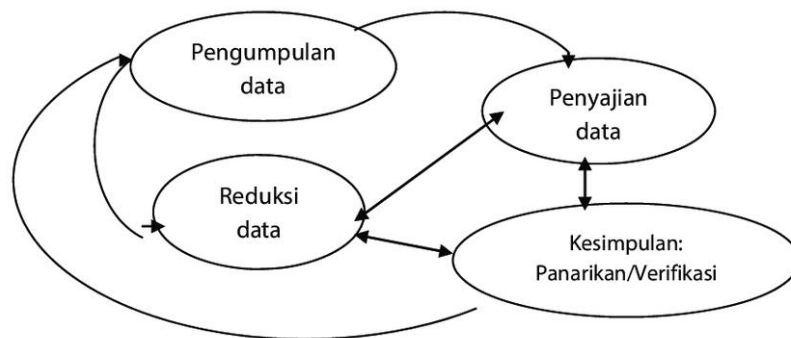 Pengumpulan
data
Penyajian
data
Reduksi
data
Kesimpulan:
Panarikan/Verifikasi